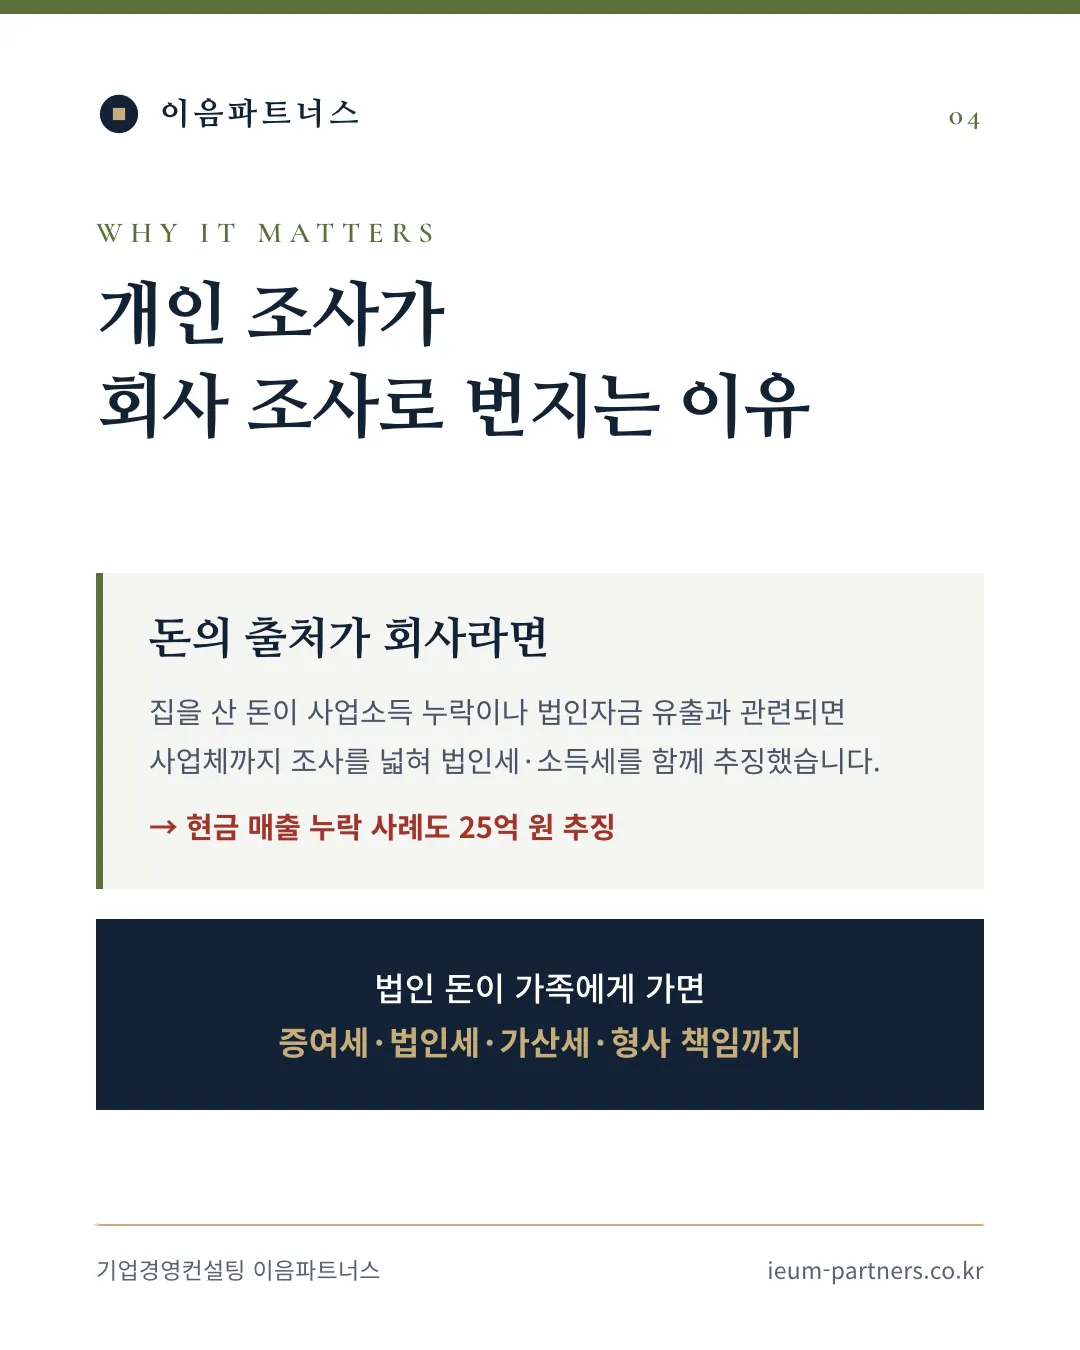 이음파트너스
04
WHY IT MATTERS
개인 조사가
회사 조사로 번지는 이유
돈의 출처가 회사라면
집을 산 돈이 사업소득 누락이나 법인자금 유출과 관련되면
사업체까지 조사를 넓혀 법인세·소득세를 함께 추징했습니다.
→ 현금 매출 누락 사례도 25억 원 추징
법인 돈이 가족에게 가면
증여세·법인세·가산세·형사 책임까지
기업경영컨설팅 이음파트너스
ieum-partners.co.kr